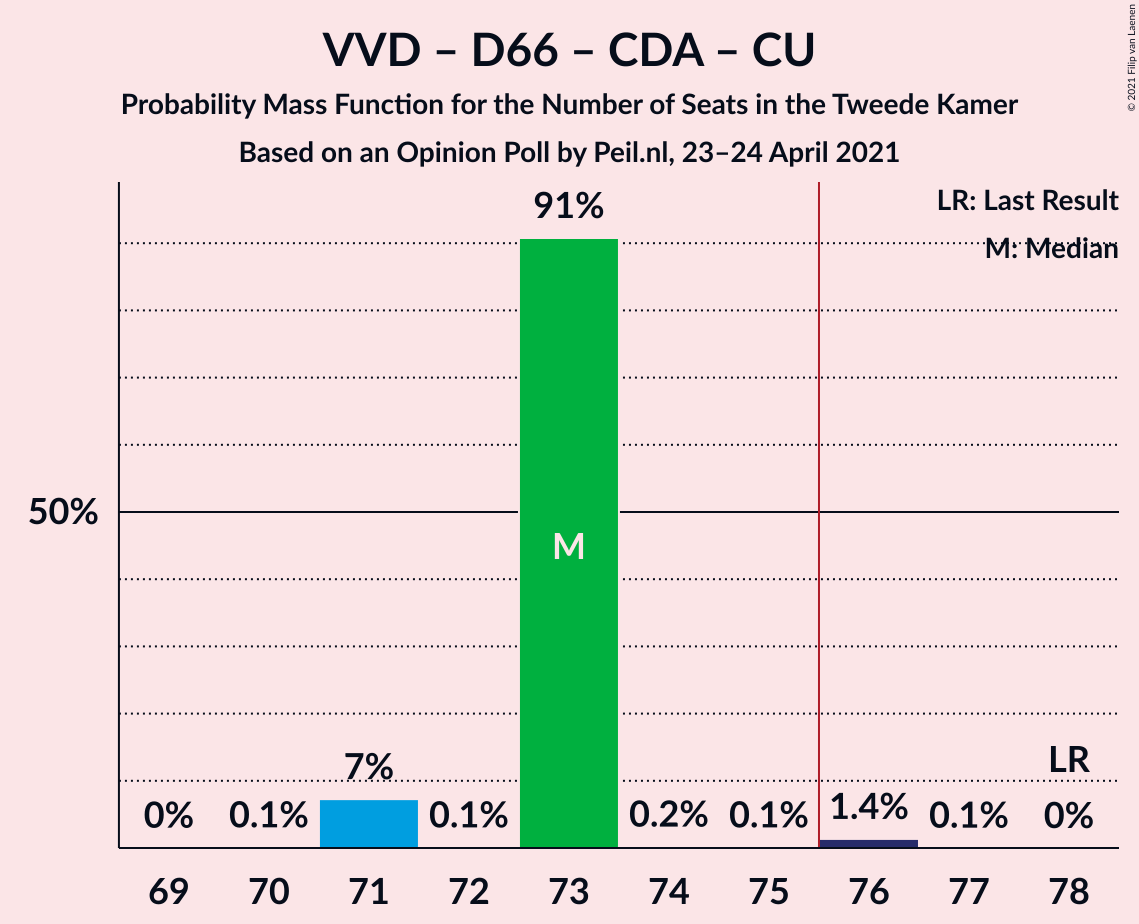 VVD – D66 – CDA – CU
Probability Mass Function for the Number of Seats in the Tweede Kamer
Based on an Opinion Poll by Peil.nl, 23–24 April 2021
© 2021 Filip van Laenen
LR: Last Result
M: Median
91%
50%
M
7%
LR
0% 0.1% 0.1% 0.2% 0.1% 1.4% 0.1% 0%
69 70 71 72 73 74 75 76 77 78